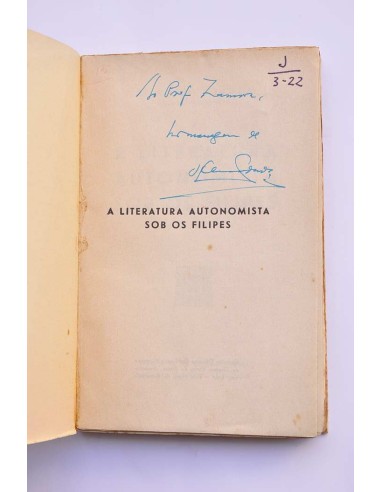 J
3-22
Ao Prof. Zamora,
homenagem de
A LITERATURA AUTONOMISTA
SOB OS FILIPES